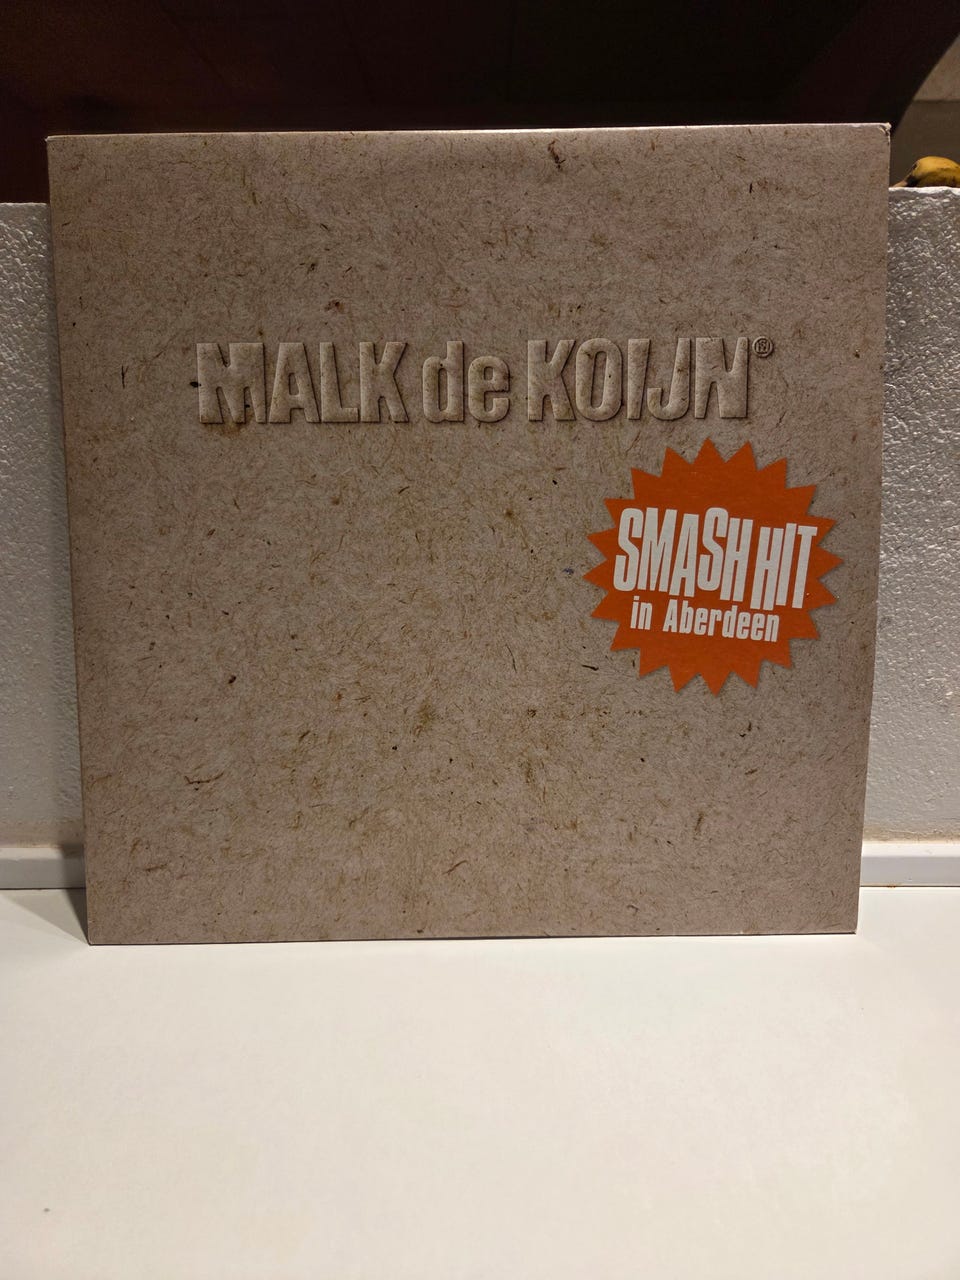 MALK de KOIJN®
SMASH HIT
in Aberdeen